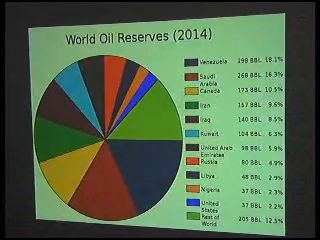 World Oil Reserves (2014)
Venezuela 298 BBL 18.1%
Saudi Arabia 268 BBL 16.3%
Canada 173 BBL 10.5%
Iran 157 BBL 9.6%
Iraq 140 BBL 8.5%
Kuwait 104 BBL 6.3%
United Arab Emirates 98 BBL 5.9%
Russia 80 BBL 4.9%
Libya 48 BBL 2.9%
Nigeria 37 BBL 2.3%
United States 37 BBL 2.2%
Rest of World 205 BBL 12.5%